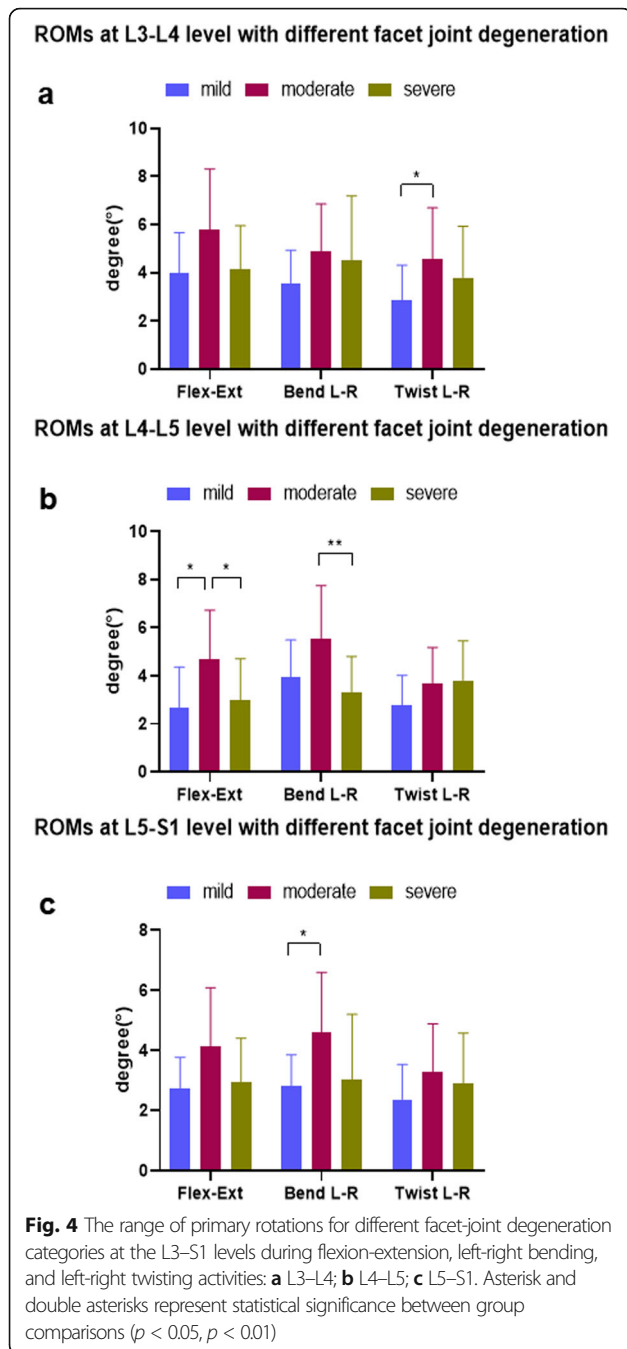 ROMs at L3-L4 level with different facet joint degeneration
a
mild moderate severe
degree(°)
10
8
6
4
2
0
*
Flex-Ext Bend L-R Twist L-R
ROMs at L4-L5 level with different facet joint degeneration
b
mild moderate severe
degree(°)
10
8
6
4
2
0
* * **
Flex-Ext Bend L-R Twist L-R
ROMs at L5-S1 level with different facet joint degeneration
c
mild moderate severe
degree(°)
8
6
4
2
0
*
Flex-Ext Bend L-R Twist L-R
Fig. 4 The range of primary rotations for different facet-joint degeneration
categories at the L3–S1 levels during flexion-extension, left-right bending,
and left-right twisting activities: a L3–L4; b L4–L5; c L5–S1. Asterisk and
double asterisks represent statistical significance between group
comparisons (p < 0.05, p < 0.01)